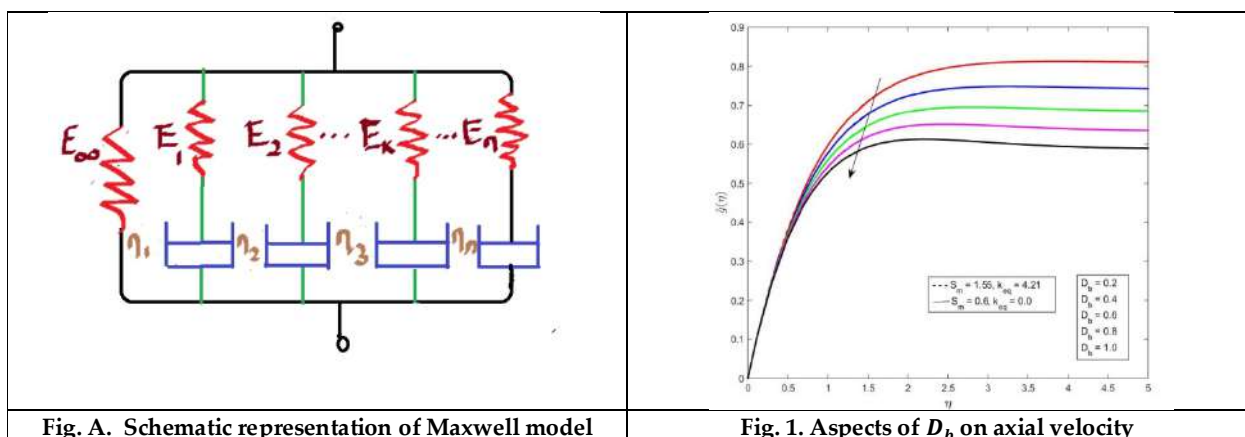 E∞ E₁ E₂ ... Eₖ ... Eₙ
η₁ η₂ η₃ ηₙ
Fig. A. Schematic representation of Maxwell model
0.9
0.8
0.7
0.6
0.5
0.4
0.3
0.2
0.1
0
ĝ(η)
0 0.5 1 1.5 2 2.5 3 3.5 4 4.5 5
η
S_m = 1.55, k_eq = 4.21
S_m = 0.6, k_eq = 0.0
D_b = 0.2
D_b = 0.4
D_b = 0.6
D_b = 0.8
D_b = 1.0
Fig. 1. Aspects of D_b on axial velocity